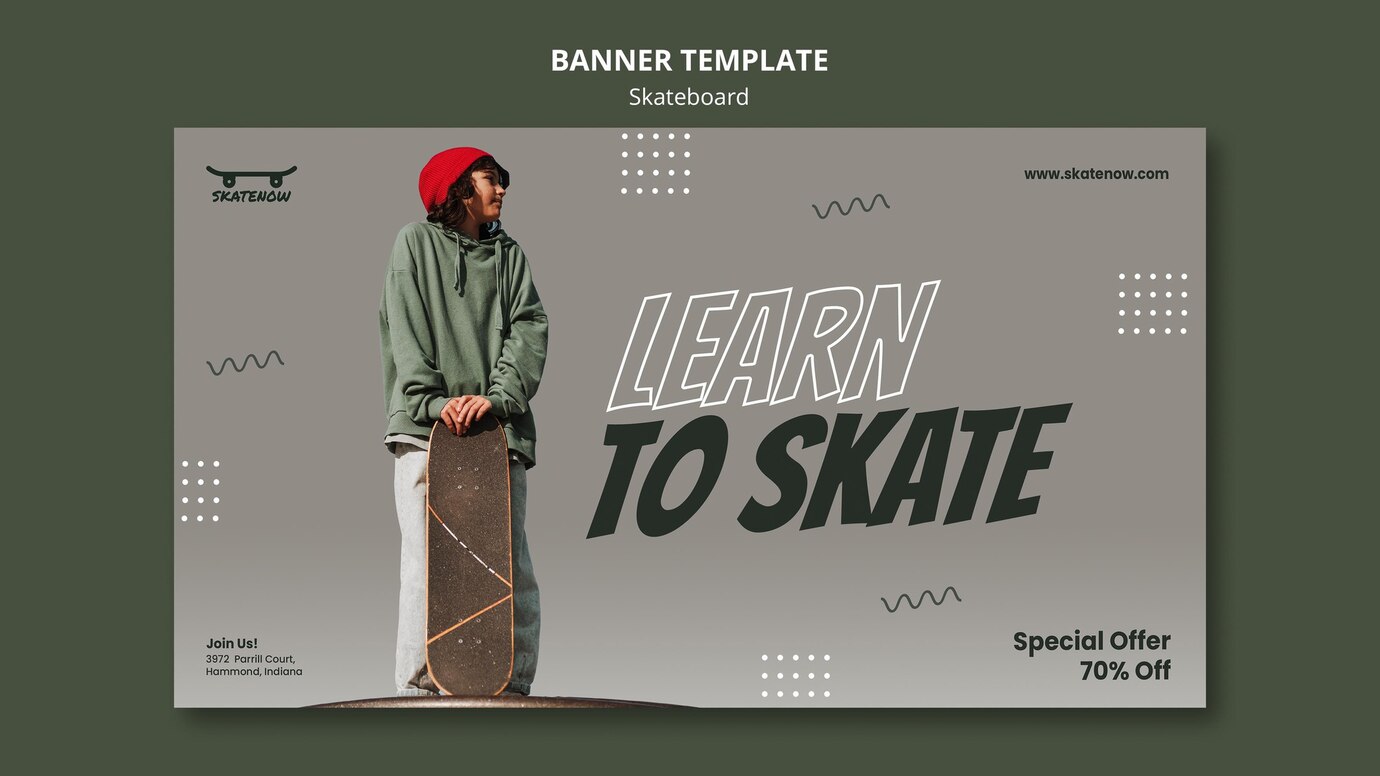 BANNER TEMPLATE
Skateboard
SKATENOW
www.skatenow.com
LEARN
TO SKATE
Join Us!
3972 Parrill Court,
Hammond, Indiana
Special Offer
70% Off